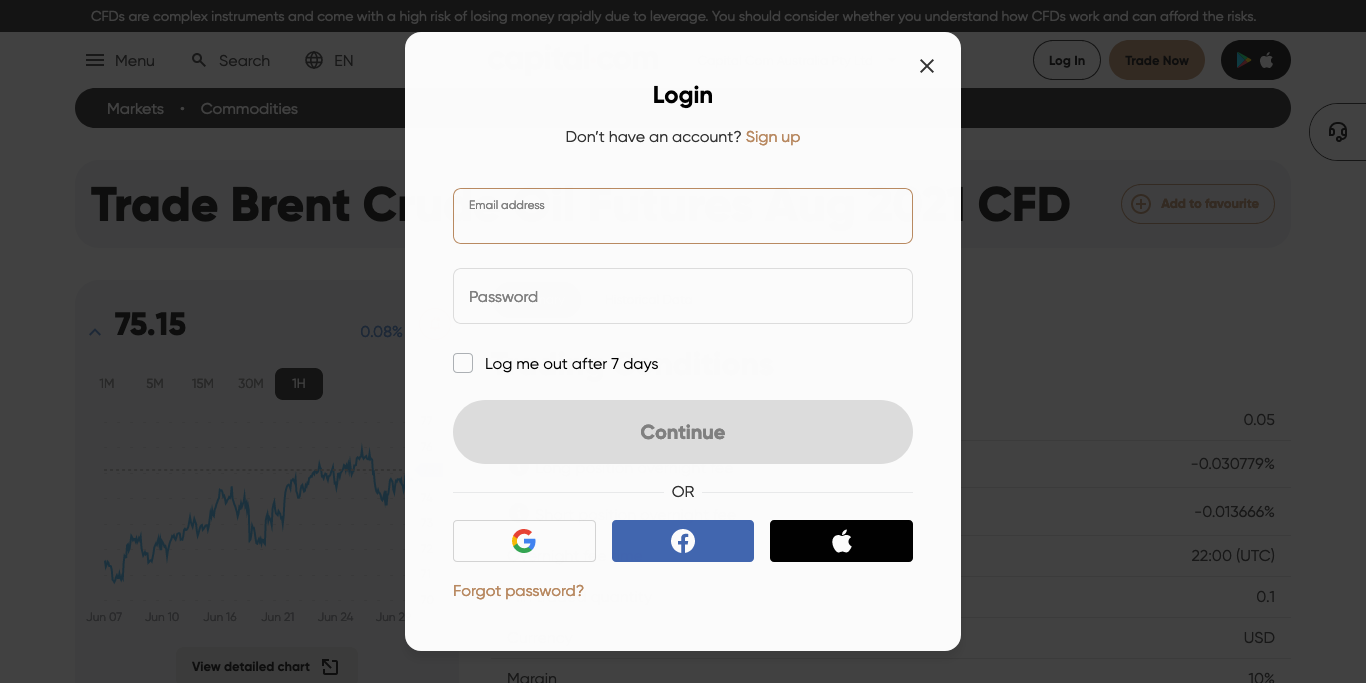 CFDs are complex instruments and come with a high risk of losing money rapidly due to leverage. You should consider whether you understand how CFDs work and can afford the risks.
Menu Search EN Log In Trade Now
Markets • Commodities
Login
Don't have an account? Sign up
Trade Brent Cr CFD
Add to favourite
Email address
Password
75.15 0.08%
Log me out after 7 days
1M 5M 15M 30M 1H
Continue
0.05
-0.030779%
OR
-0.013666%
22:00 (UTC)
Forgot password?
0.1
Jun 07 Jun 10 Jun 16 Jun 21 Jun 24
USD
View detailed chart
Margin 10%